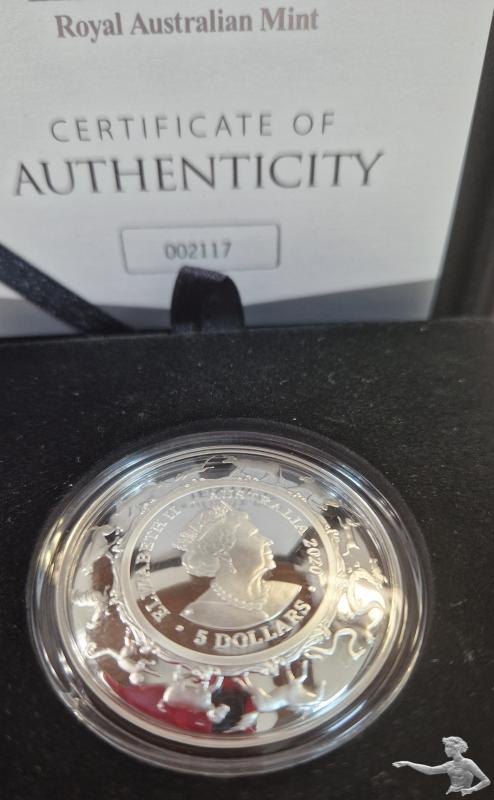 Royal Australian Mint
CERTIFICATE OF
AUTHENTICITY
002117
ELIZABETH II AUSTRALIA 2020
5 DOLLARS